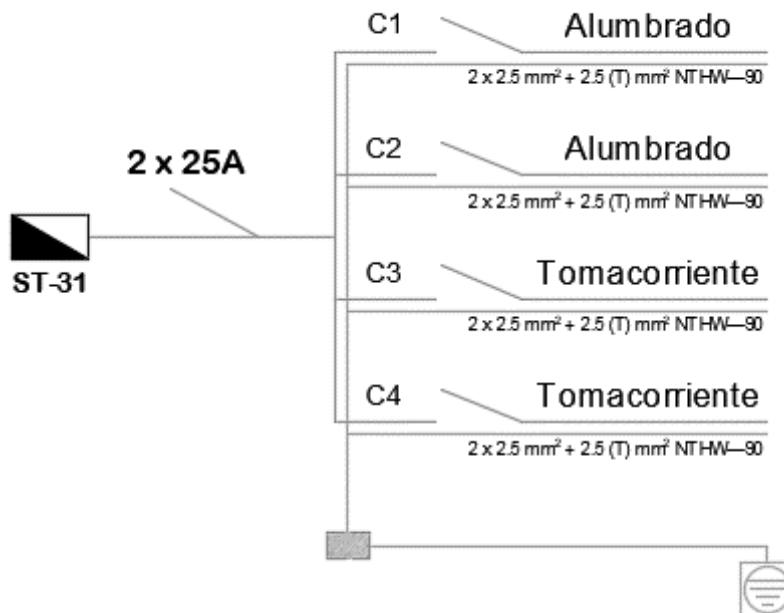 C1 Alumbrado
2 x 2.5 mm² + 2.5 (T) mm² NTHW—90
C2 Alumbrado
2 x 25A
2 x 2.5 mm² + 2.5 (T) mm² NTHW—90
C3 Tomacorriente
ST-31
2 x 2.5 mm² + 2.5 (T) mm² NTHW—90
C4 Tomacorriente
2 x 2.5 mm² + 2.5 (T) mm² NTHW—90